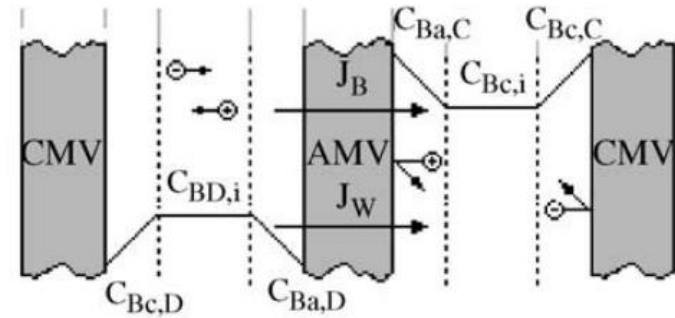 C_Ba,C
C_Bc,C
J_B
C_Bc,i
CMV
AMV
CMV
C_BD,i
J_W
C_Bc,D
C_Ba,D